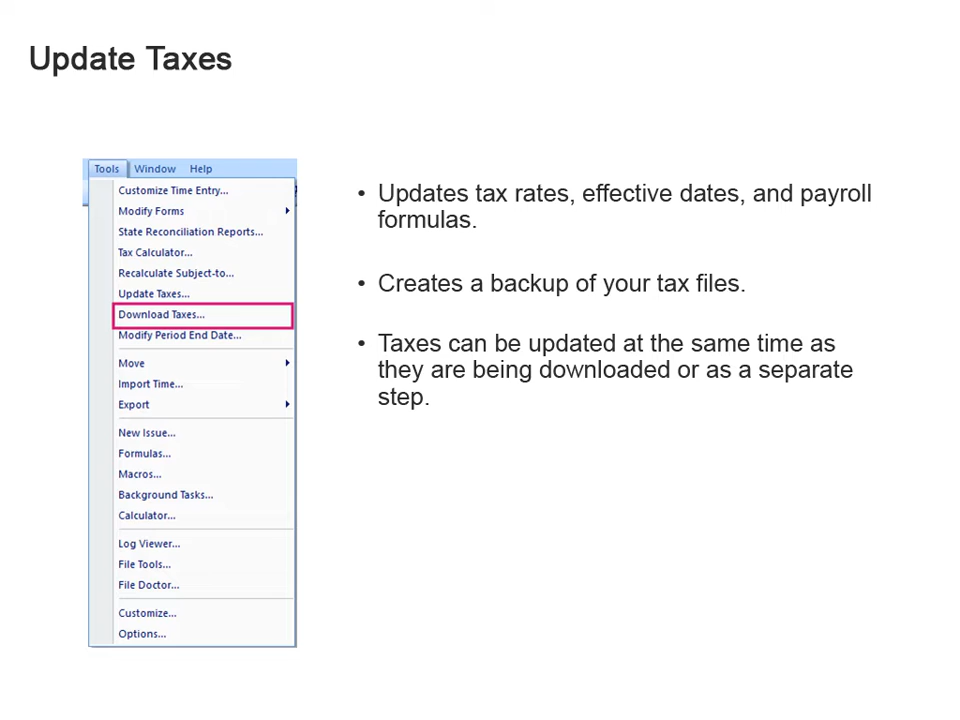 Update Taxes
Tools Window Help
Customize Time Entry...
Modify Forms
State Reconciliation Reports...
Tax Calculator...
Recalculate Subject-to...
Update Taxes...
Download Taxes...
Modify Period End Date...
Move
Import Time...
Export
New Issue...
Formulas...
Macros...
Background Tasks...
Calculator...
Log Viewer...
File Tools...
File Doctor...
Customize...
Options...
• Updates tax rates, effective dates, and payroll
formulas.
• Creates a backup of your tax files.
• Taxes can be updated at the same time as
they are being downloaded or as a separate
step.